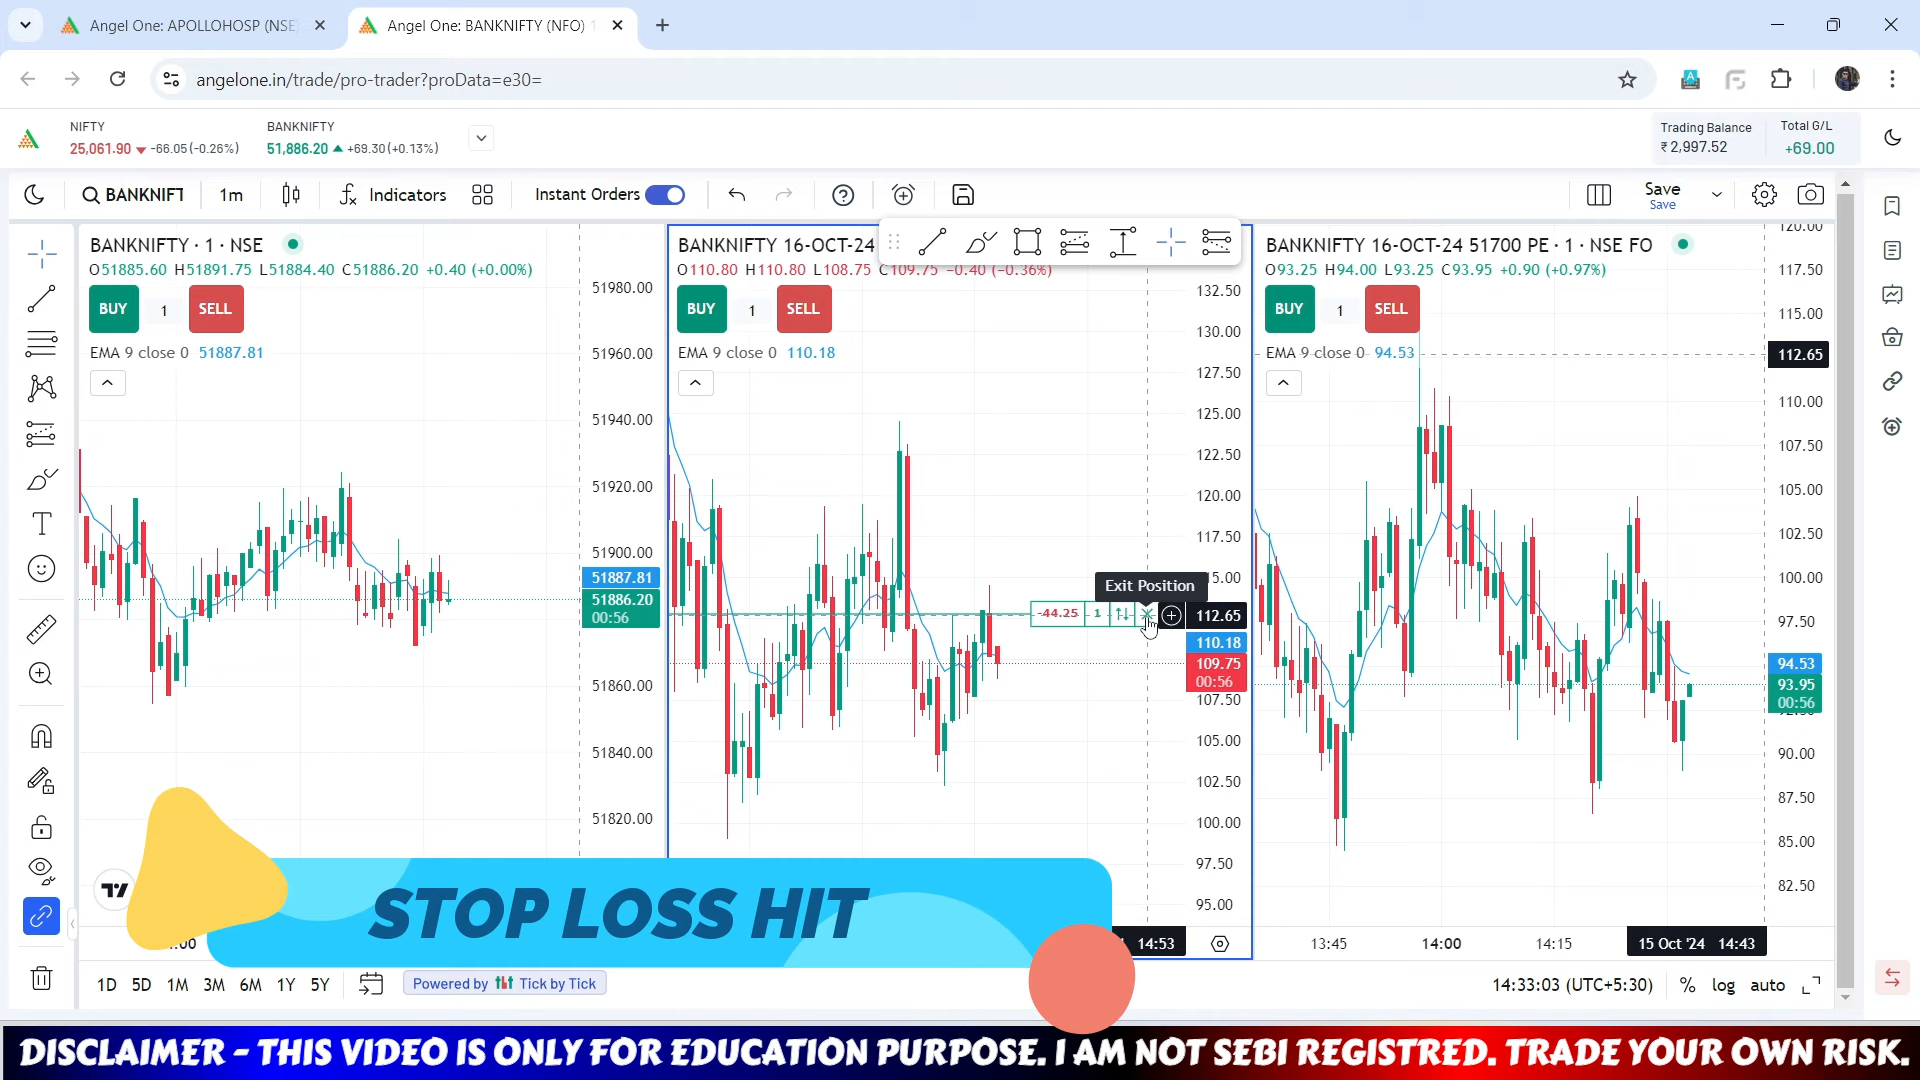 Angel One: APOLLOHOSP (NSE
Angel One: BANKNIFTY (NFO) 1
angelone.in/trade/pro-trader?proData=e30=
NIFTY
25,061.90 -66.05(-0.26%)
BANKNIFTY
51,886.20 +69.30(+0.13%)
Trading Balance
₹2,997.52
Total G/L
+69.00
BANKNIFT
1m
Indicators
Instant Orders
Save
Save
BANKNIFTY · 1 · NSE
O51885.60 H51891.75 L51884.40 C51886.20 +0.40 (+0.00%)
BUY 1 SELL
EMA 9 close 0 51887.81
51980.00
51960.00
51940.00
51920.00
51900.00
51887.81
51886.20
00:56
51860.00
51840.00
51820.00
BANKNIFTY 16-OCT-24
O110.80 H110.80 L108.75 C109.75 -0.40 (-0.36%)
BUY 1 SELL
EMA 9 close 0 110.18
132.50
130.00
127.50
125.00
122.50
120.00
117.50
Exit Position
15.00
-44.25 1
112.65
110.18
109.75
00:56
107.50
105.00
102.50
100.00
97.50
95.00
14:53
BANKNIFTY 16-OCT-24 51700 PE · 1 · NSE FO
O93.25 H94.00 L93.25 C93.95 +0.90 (+0.97%)
BUY 1 SELL
EMA 9 close 0 94.53
120.00
117.50
115.00
112.65
110.00
107.50
105.00
102.50
100.00
97.50
94.53
93.95
00:56
90.00
87.50
85.00
82.50
13:45 14:00 14:15 15 Oct '24 14:43
STOP LOSS HIT
:00
1D 5D 1M 3M 6M 1Y 5Y
Powered by Tick by Tick
14:33:03 (UTC+5:30) % log auto
DISCLAIMER - THIS VIDEO IS ONLY FOR EDUCATION PURPOSE. I AM NOT SEBI REGISTRED. TRADE YOUR OWN RISK.